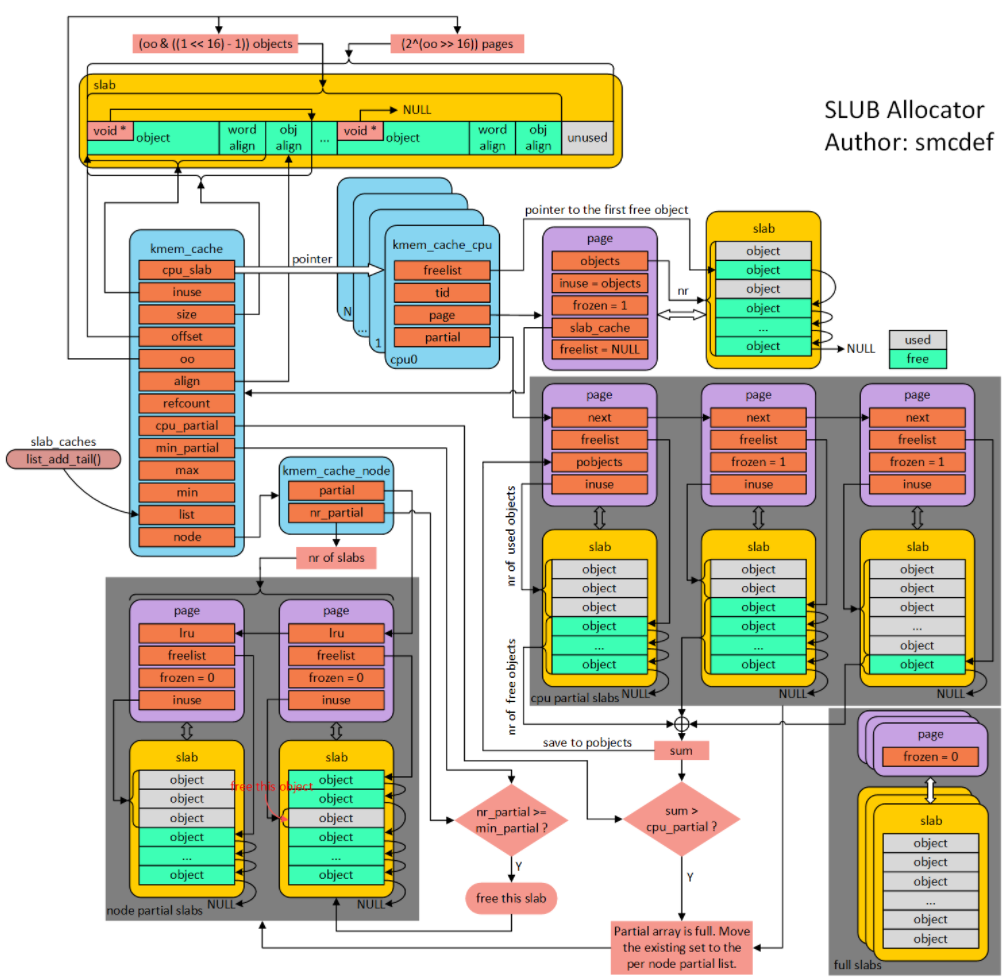 (oo & ((1 << 16) - 1)) objects
(2^(oo >> 16)) pages
slab
NULL
void *
object
word
align
obj
align
...
void *
object
word
align
obj
align
unused
SLUB Allocator
Author: smcdef
kmem_cache
cpu_slab
inuse
size
offset
oo
align
refcount
cpu_partial
min_partial
max
min
list
node
slab_caches
list_add_tail()
pointer
kmem_cache_cpu
freelist
tid
page
partial
cpu0
1
...
N
pointer to the first free object
page
objects
inuse = objects
frozen = 1
slab_cache
freelist = NULL
nr
slab
object
object
object
object
...
object
NULL
used
free
kmem_cache_node
partial
nr_partial
nr of slabs
page
next
freelist
pobjects
inuse
page
next
freelist
frozen = 1
inuse
page
next
freelist
frozen = 1
inuse
nr of used objects
nr of free objects
slab
object
object
object
object
...
object
NULL
slab
object
object
object
object
...
object
NULL
slab
object
object
object
...
object
object
NULL
cpu partial slabs
page
lru
freelist
frozen = 0
inuse
page
lru
freelist
frozen = 0
inuse
slab
object
object
object
object
...
object
NULL
slab
object
object
object
object
...
object
NULL
free this object
node partial slabs
save to pobjects
sum
nr_partial >=
min_partial ?
Y
free this slab
sum >
cpu_partial ?
Y
Partial array is full. Move
the existing set to the
per node partial list.
page
frozen = 0
slab
object
object
object
...
object
object
full slabs